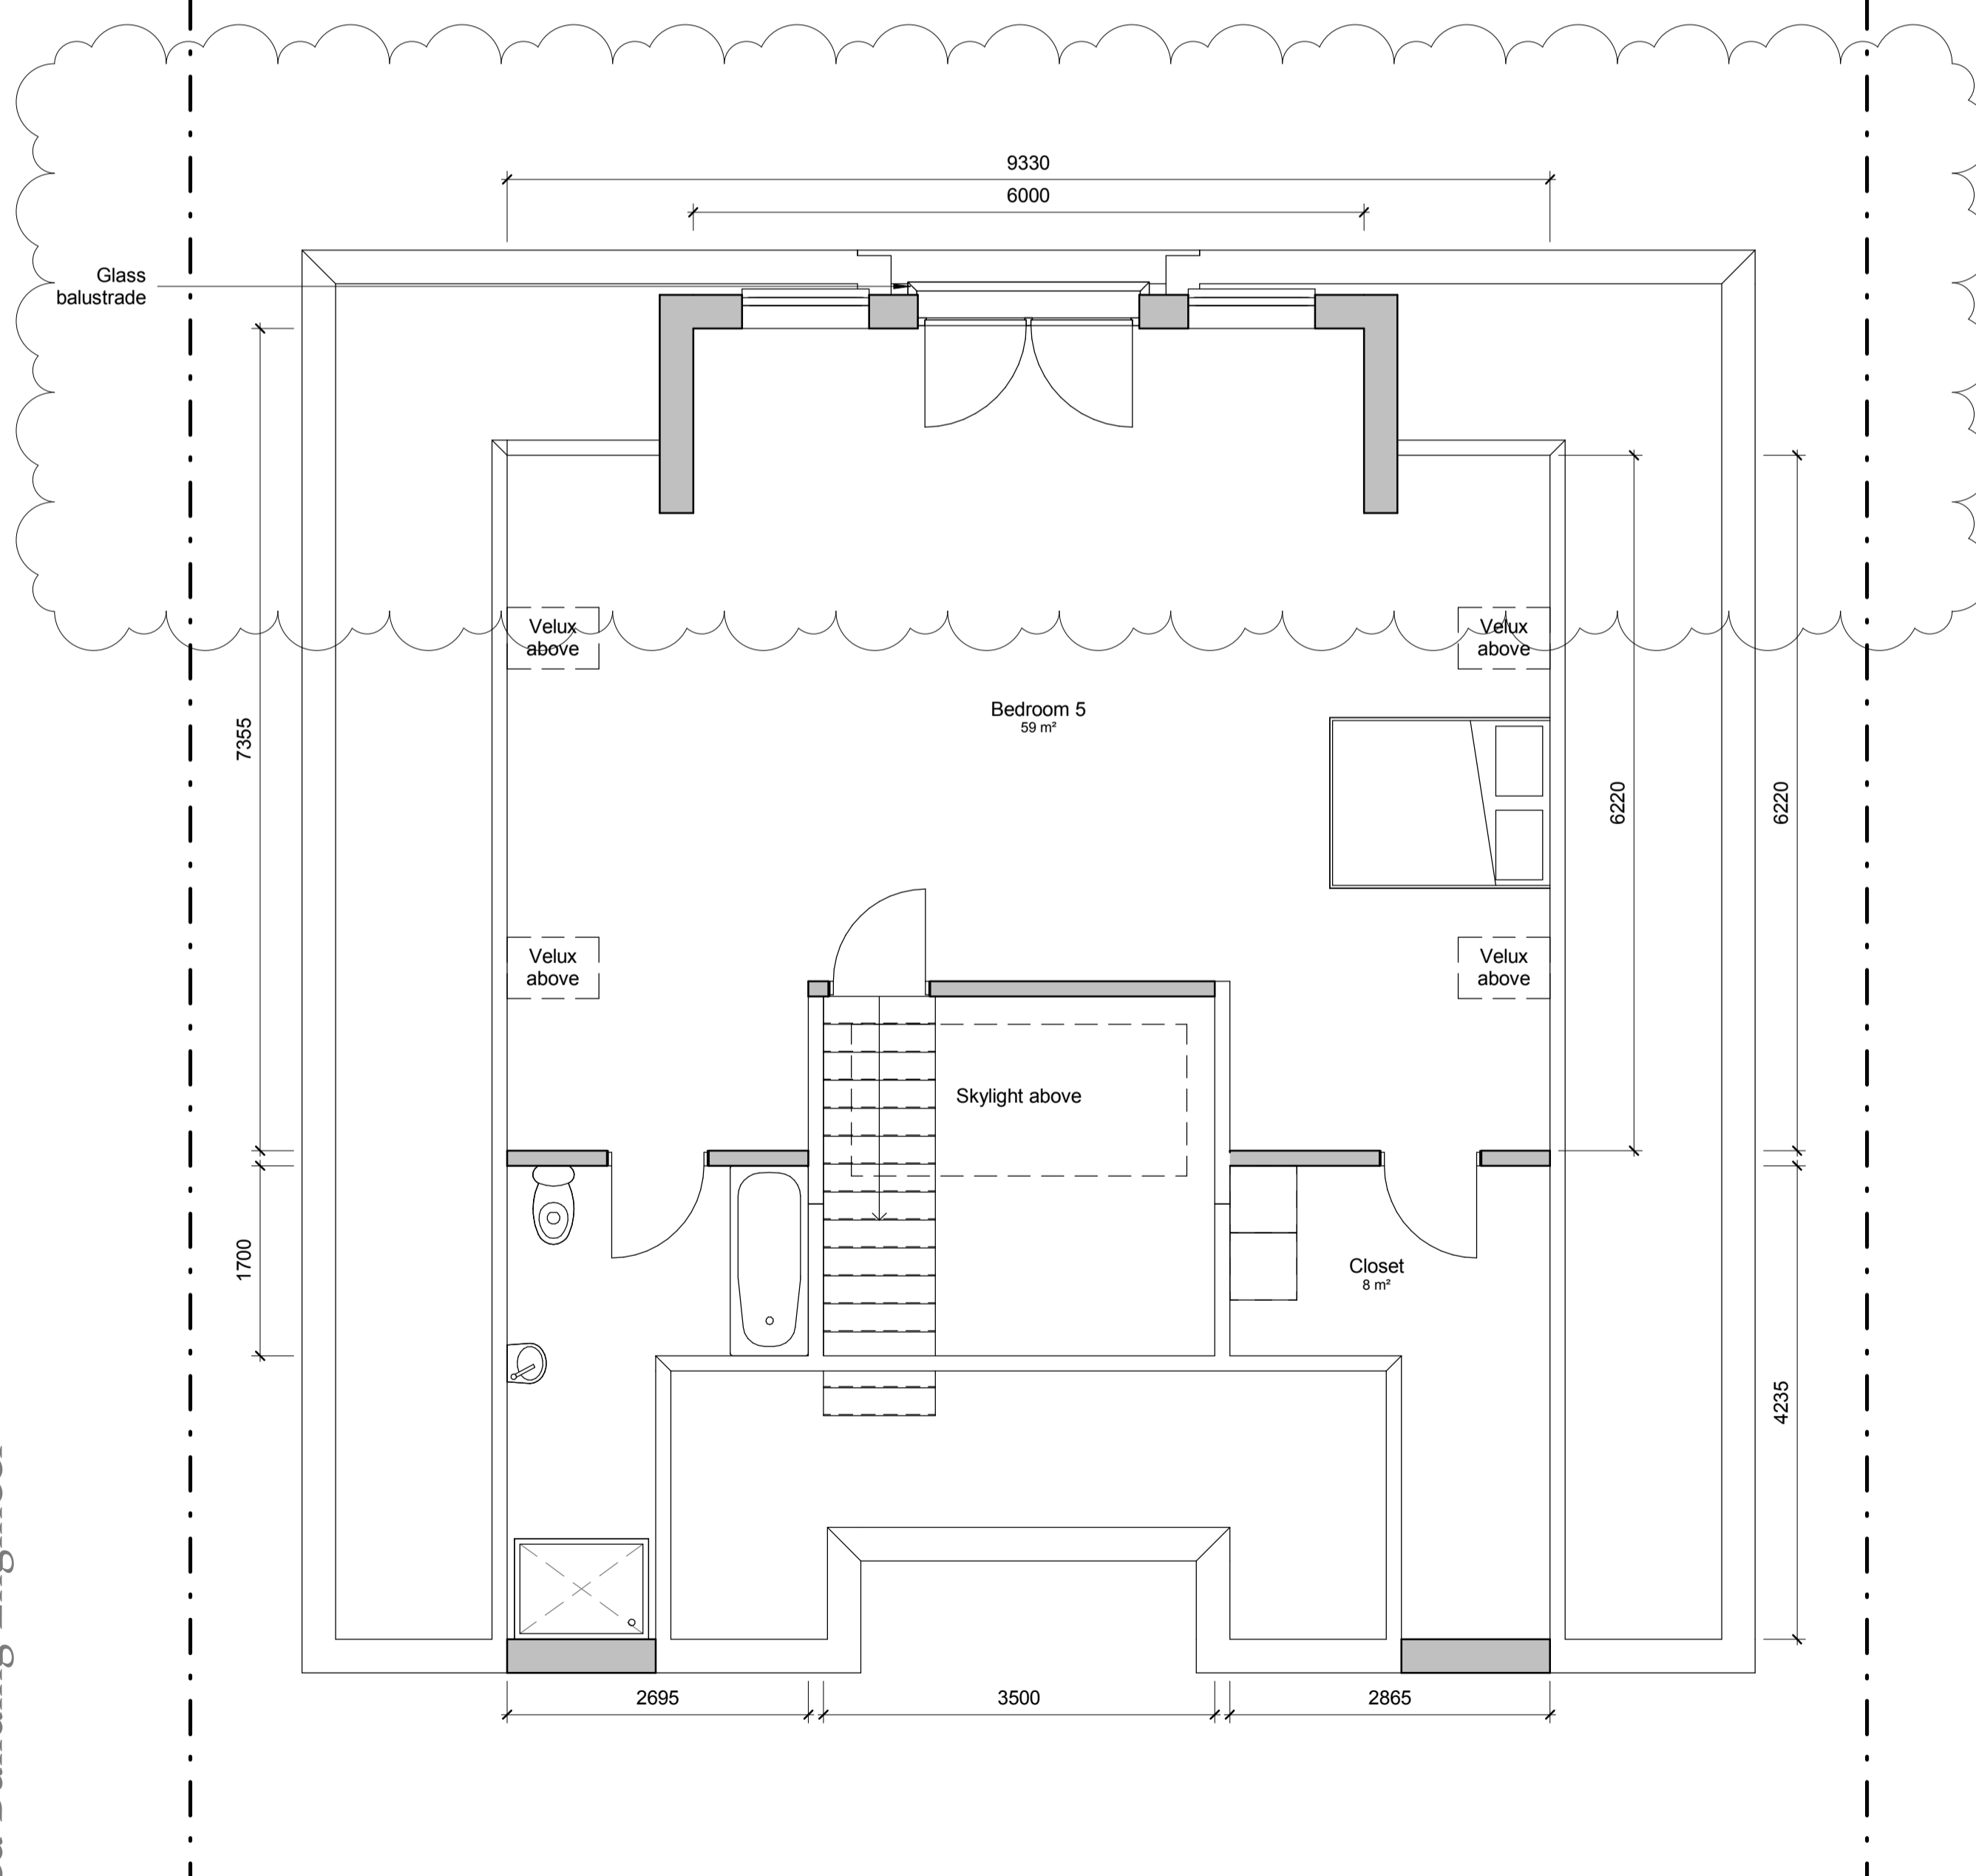 9330
6000
Glass
balustrade
Velux
above
Velux
above
Bedroom 5
59 m²
7355
6220
6220
Velux
above
Velux
above
Skylight above
1700
Closet
8 m²
4235
2695
3500
2865